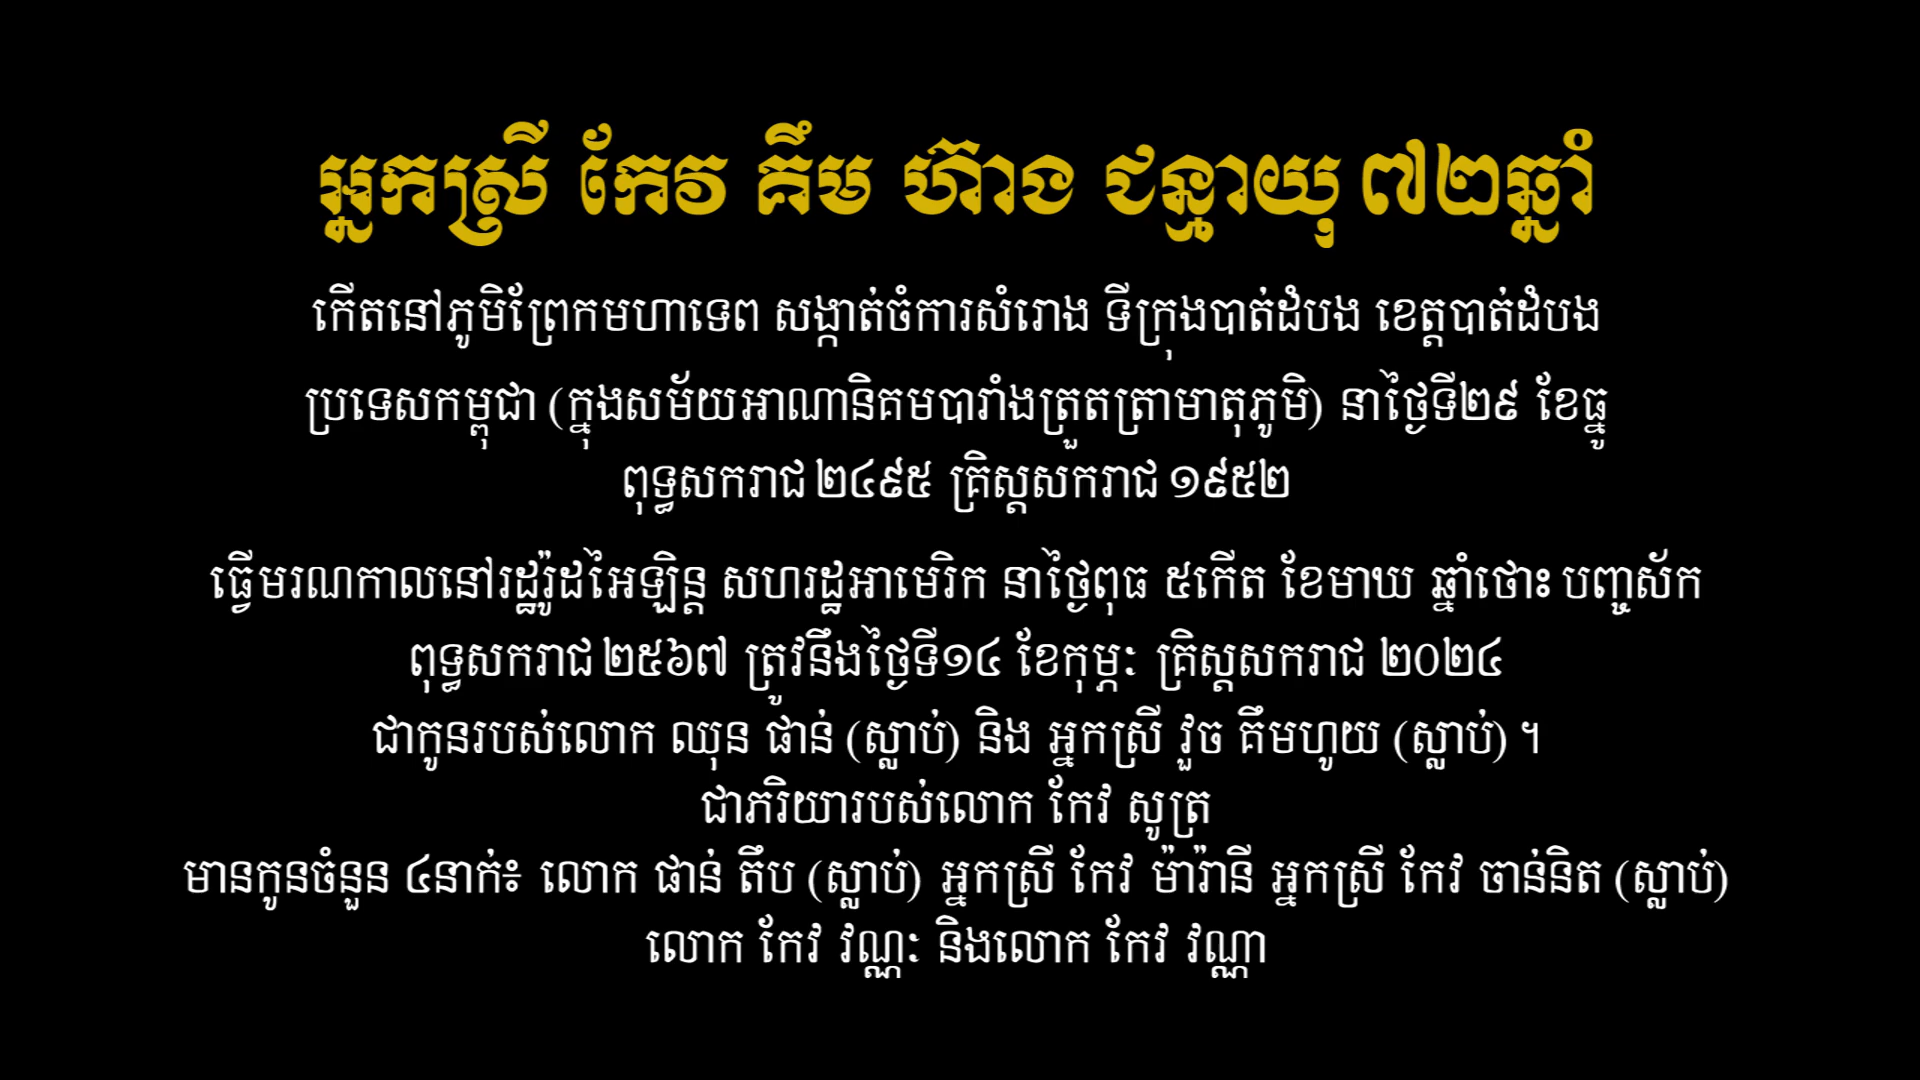 អ្នកស្រី កែវ គឹម ហ៊ាង ជន្មាយុ ៧២ឆ្នាំ
កើតនៅភូមិព្រែកមហាទេព សង្កាត់ចំការសំរោង ទីក្រុងបាត់ដំបង ខេត្តបាត់ដំបង
ប្រទេសកម្ពុជា (ក្នុងសម័យអាណានិគមបារាំងត្រួតត្រាមាតុភូមិ) នាថ្ងៃទី២៩ ខែធ្នូ
ពុទ្ធសករាជ ២៤៩៥ គ្រិស្តសករាជ ១៩៥២
ធ្វើមរណកាលនៅរដ្ឋរ៉ូដអៃឡិន្ត សហរដ្ឋអាមេរិក នាថ្ងៃពុធ ៥កើត ខែមាឃ ឆ្នាំថោះ បញ្ចស័ក
ពុទ្ធសករាជ ២៥៦៧ ត្រូវនឹងថ្ងៃទី១៤ ខែកុម្ភៈ គ្រិស្តសករាជ ២០២៤
ជាកូនរបស់លោក ឈុន ផាន់ (ស្លាប់) និង អ្នកស្រី វួច គឹមហូយ (ស្លាប់) ។
ជាភរិយារបស់លោក កែវ សូត្រ
មានកូនចំនួន ៤នាក់៖ លោក ផាន់ តឹប (ស្លាប់) អ្នកស្រី កែវ ម៉ារ៉ានី អ្នកស្រី កែវ ចាន់និត (ស្លាប់)
លោក កែវ វណ្ណៈ និងលោក កែវ វណ្ណា